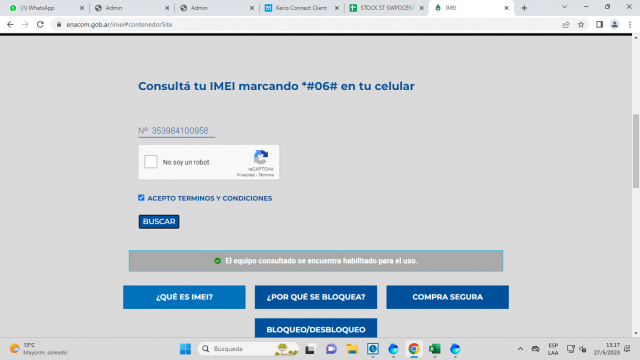 (1) WhatsApp
Admin
Admin
Kerio Connect Client
STOCK ST SWPOCENT
IMEI
enacom.gob.ar/imei#contenedorSite
Consultá tu IMEI marcando *#06# en tu celular
Nº 353984100958
No soy un robot
reCAPTCHA
Privacidad - Términos
ACEPTO TERMINOS Y CONDICIONES
BUSCAR
El equipo consultado se encuentra habilitado para el uso.
¿QUÉ ES IMEI?
¿POR QUÉ SE BLOQUEA?
COMPRA SEGURA
BLOQUEO/DESBLOQUEO
13°C
Mayorm. soleado
Búsqueda
ESP
LAA
13:17
27/5/2023